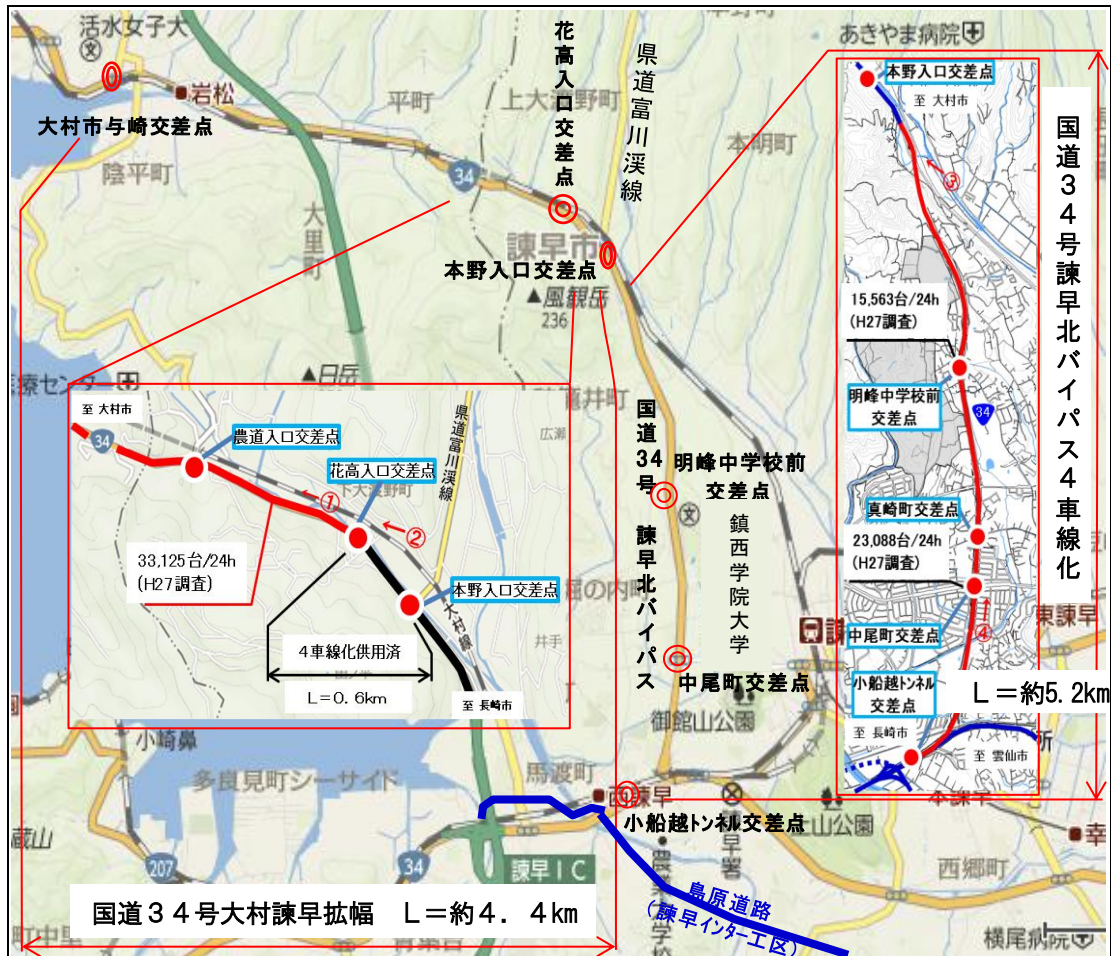 活水女子大
岩松
大村市与崎交差点
陰平町
平町
大里町
34
花高入口交差点
上大渡野町
県道富川渓線
本明町
諫早市
本野入口交差点
▲風観岳
236
▲日岳
あきやま病院
本野入口交差点
至 大村市
③
15,563台/24h
(H27調査)
明峰中学校前
交差点
34
真崎町交差点
23,088台/24h
(H27調査)
中尾町交差点
④
小船越トンネル
交差点
至 長崎市
至 雲仙市
国道34号諫早北バイパス4車線化
L=約5.2km
東諫早
至 大村市
34
農道入口交差点
花高入口交差点
下大渡野町
県道富川渓線
広瀬
①
②
33,125台/24h
(H27調査)
本野入口交差点
大村線
井手
4車線化供用済
L=0.6km
至 長崎市
国道34号 諫早北バイパス
明峰中学校前
交差点
鎮西学院大学
中尾町交差点
御館山公園
小崎鼻
多良見町シーサイド
馬渡町
西諫早
小船越トンネル交差点
207
34
諫早IC
西郷町
島原道路
(諫早インター工区)
横尾病院
国道34号大村諫早拡幅 L=約4.4km